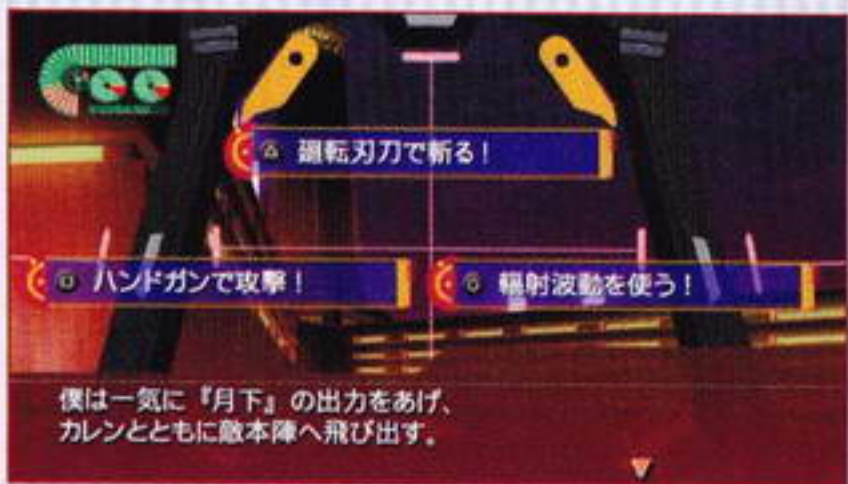 廻転刃刀で斬る！
ハンドガンで攻撃！
輻射波動を使う！
僕は一気に『月下』の出力をあげ、
カレンとともに敵本陣へ飛び出す。